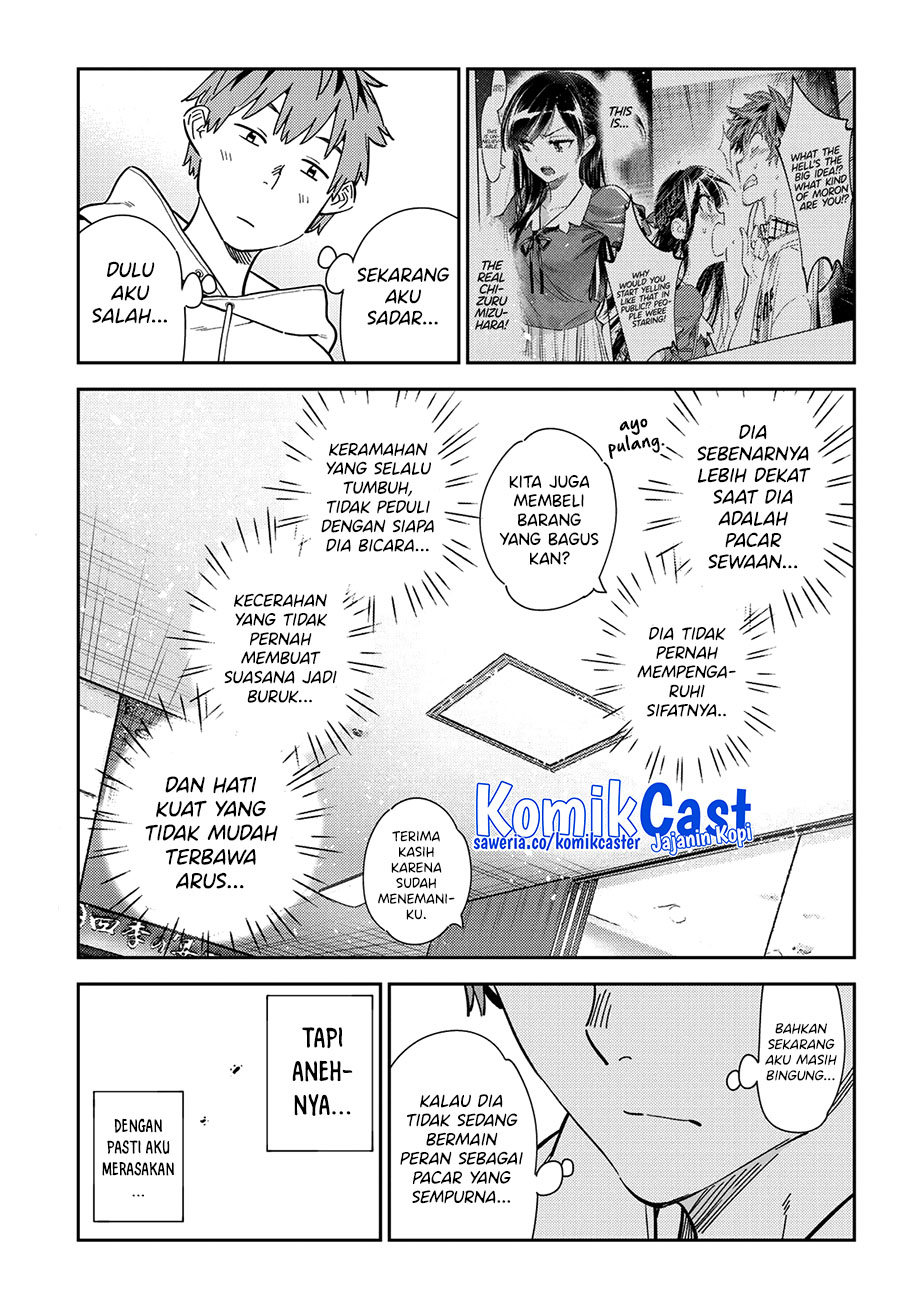 WHAT THE
HELL'S THE
BIG IDEA!?
WHAT KIND
OF MORON
ARE YOU!?
WHY
WOULD YOU
START YELLING
LIKE THAT IN
PUBLIC!? PEO-
PLE WERE
STARING!
THIS
IS...
THE
REAL
CHI-
ZURU
MIZU-
HARA!
SEKARANG
AKU
SADAR...
DULU
AKU
SALAH...
DIA
SEBENARNYA
LEBIH DEKAT
SAAT DIA
ADALAH
PACAR
SEWAAN...
ayo
pulang.
KITA JUGA
MEMBELI
BARANG
YANG BAGUS
KAN?
KERAMAHAN
YANG SELALU
TUMBUH,
TIDAK PEDULI
DENGAN SIAPA
DIA BICARA...
DIA TIDAK
PERNAH
MEMPENGA-
RUHI
SIFATNYA..
KECERAHAN
YANG TIDAK
PERNAH
MEMBUAT
SUASANA JADI
BURUK...
DAN HATI
KUAT YANG
TIDAK MUDAH
TERBAWA
ARUS...
TERIMA
KASIH
KARENA
SUDAH
MENEMANI-
KU.
KomikCast
saweria.co/komikcaster Jajanin Kopi
BAHKAN
SEKARANG
AKU MASIH
BINGUNG...
KALAU DIA
TIDAK SEDANG
BERMAIN
PERAN SEBAGAI
PACAR YANG
SEMPURNA...
TAPI
ANEH-
NYA...
DENGAN
PASTI AKU
MERASAKAN
...